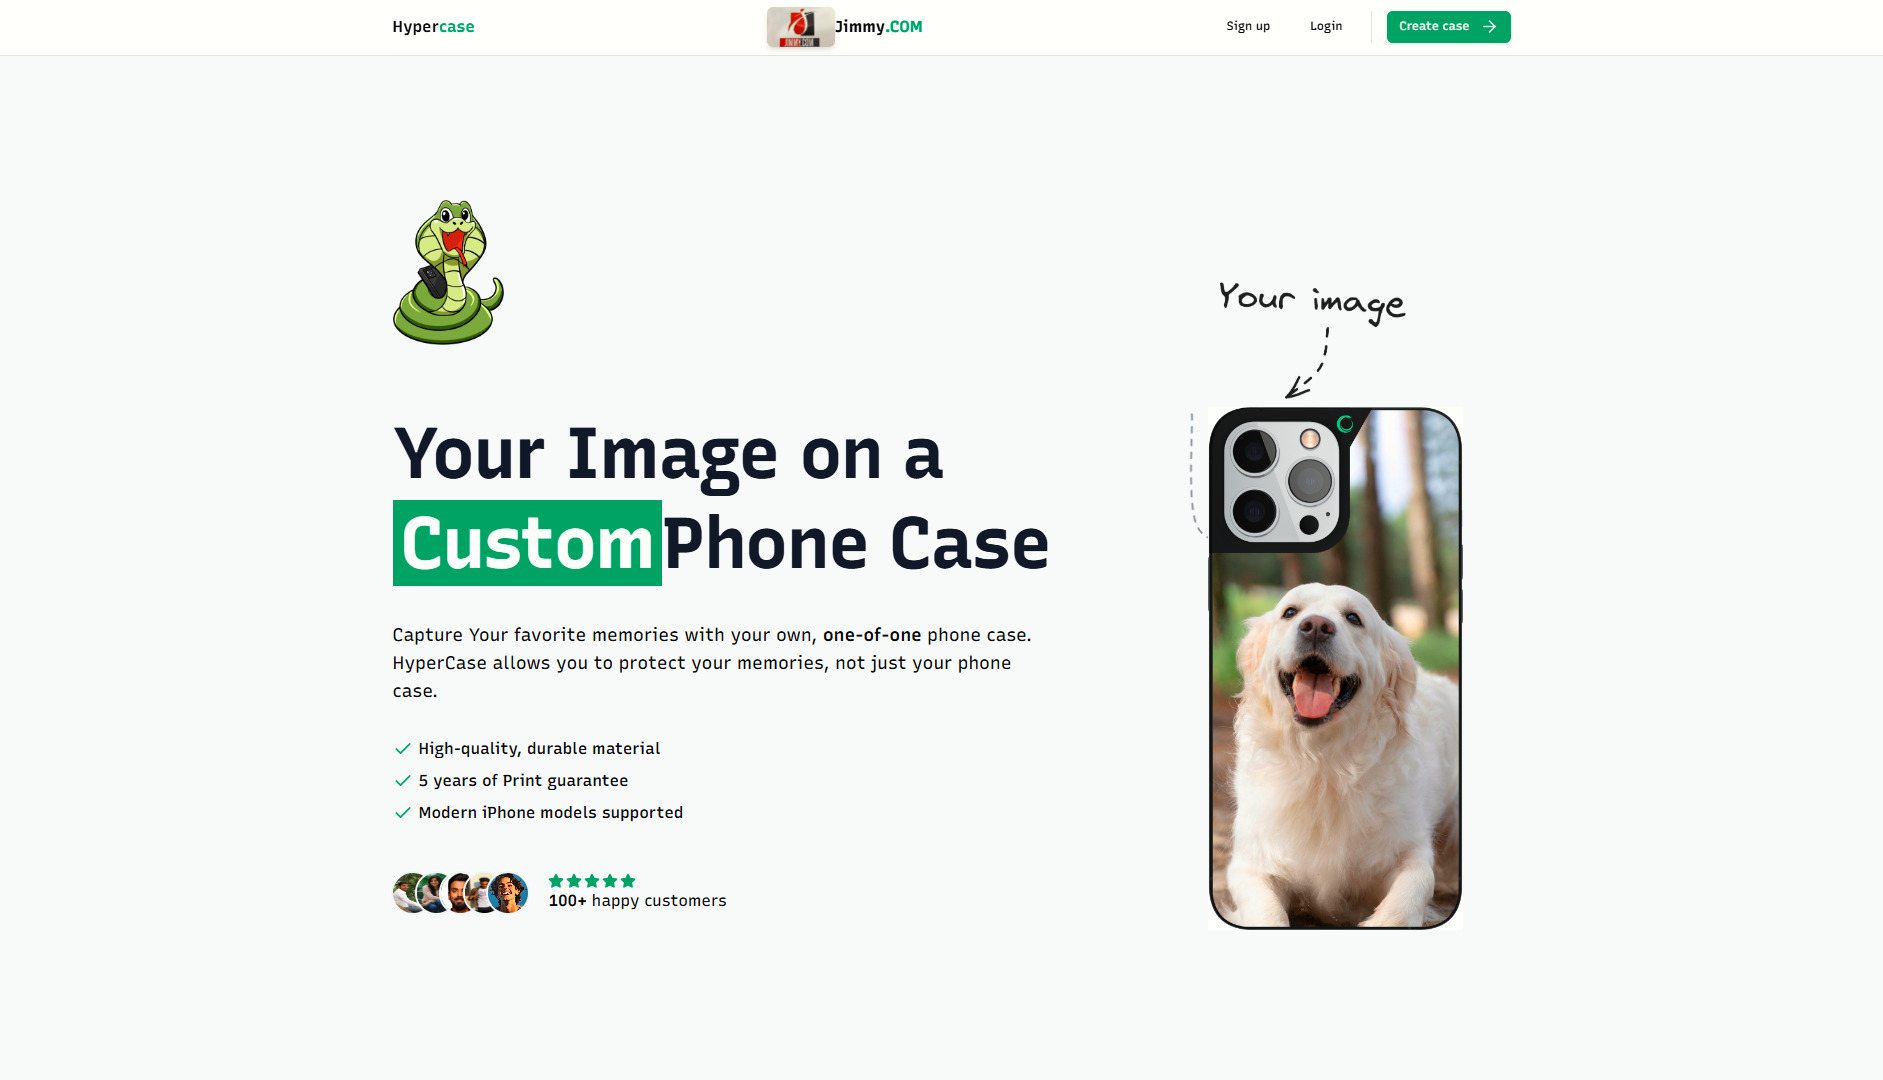 Hypercase
JIMMY.COM
Jimmy.COM
Sign up
Login
Create case
Your image
Your Image on a
Custom Phone Case
Capture Your favorite memories with your own, one-of-one phone case.
HyperCase allows you to protect your memories, not just your phone
case.
High-quality, durable material
5 years of Print guarantee
Modern iPhone models supported
100+ happy customers